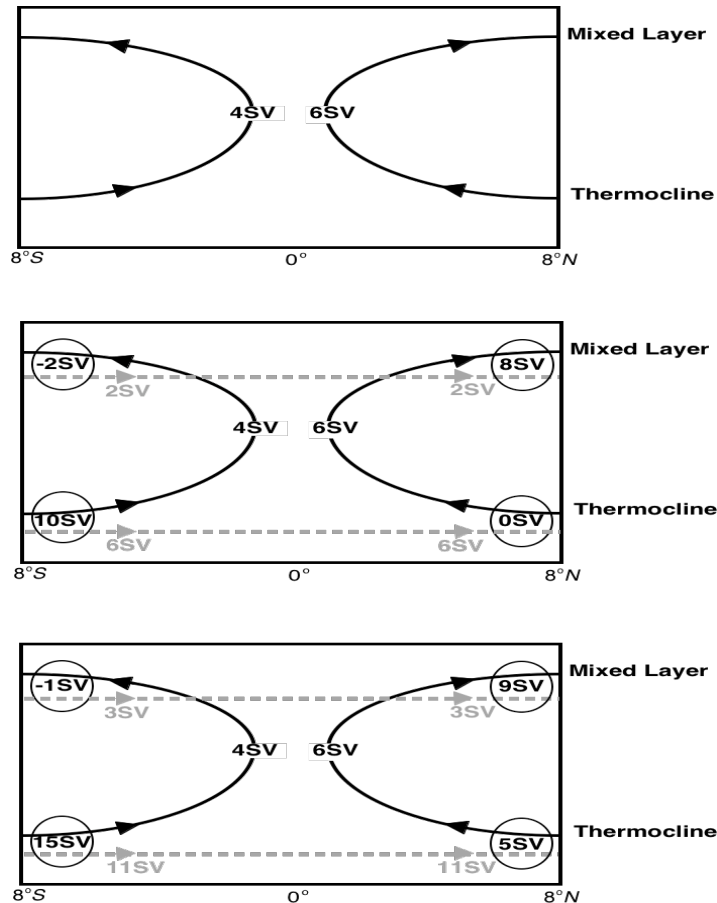 Mixed Layer
4SV 6SV
Thermocline
8°S 0° 8°N
-2SV 8SV Mixed Layer
2SV 2SV
4SV 6SV
10SV 0SV Thermocline
6SV 6SV
8°S 0° 8°N
-1SV 9SV Mixed Layer
3SV 3SV
4SV 6SV
15SV 5SV Thermocline
11SV 11SV
8°S 0° 8°N